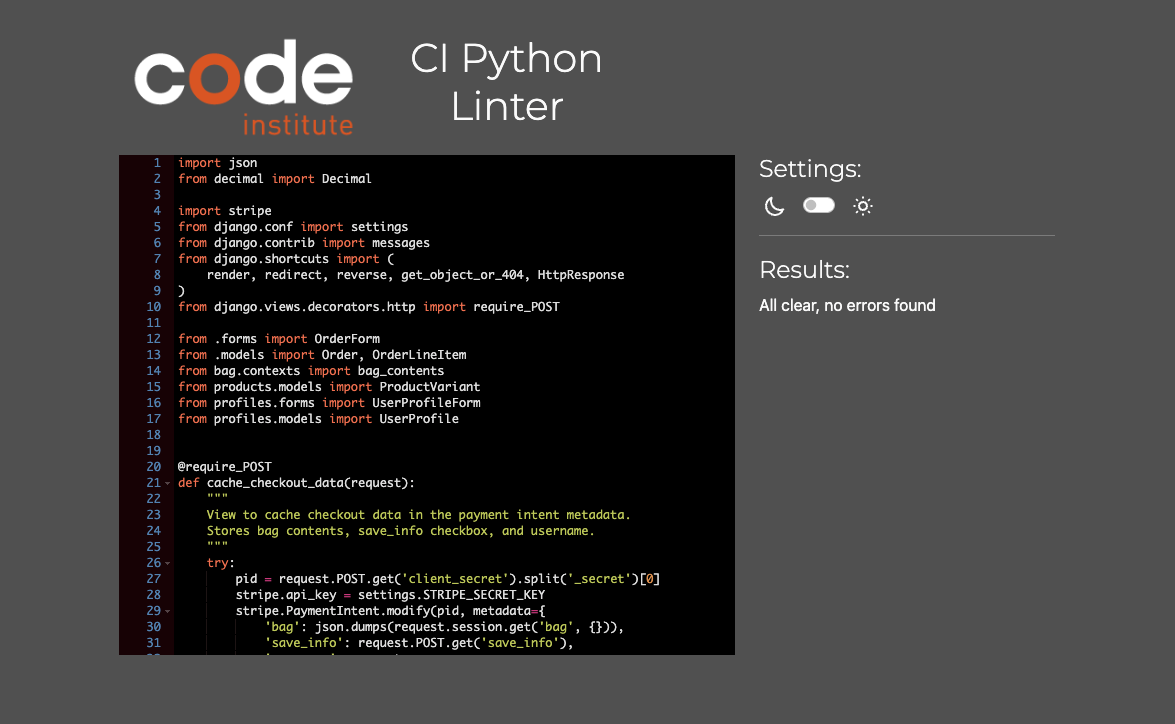 code
institute
CI Python
Linter
1 import json
2 from decimal import Decimal
3
4 import stripe
5 from django.conf import settings
6 from django.contrib import messages
7 from django.shortcuts import (
8     render, redirect, reverse, get_object_or_404, HttpResponse
9 )
10 from django.views.decorators.http import require_POST
11
12 from .forms import OrderForm
13 from .models import Order, OrderLineItem
14 from bag.contexts import bag_contents
15 from products.models import ProductVariant
16 from profiles.forms import UserProfileForm
17 from profiles.models import UserProfile
18
19
20 @require_POST
21 def cache_checkout_data(request):
22     """
23     View to cache checkout data in the payment intent metadata.
24     Stores bag contents, save_info checkbox, and username.
25     """
26     try:
27         pid = request.POST.get('client_secret').split('_secret')[0]
28         stripe.api_key = settings.STRIPE_SECRET_KEY
29         stripe.PaymentIntent.modify(pid, metadata={
30             'bag': json.dumps(request.session.get('bag', {})),
31             'save_info': request.POST.get('save_info'),
Settings:
Results:
All clear, no errors found